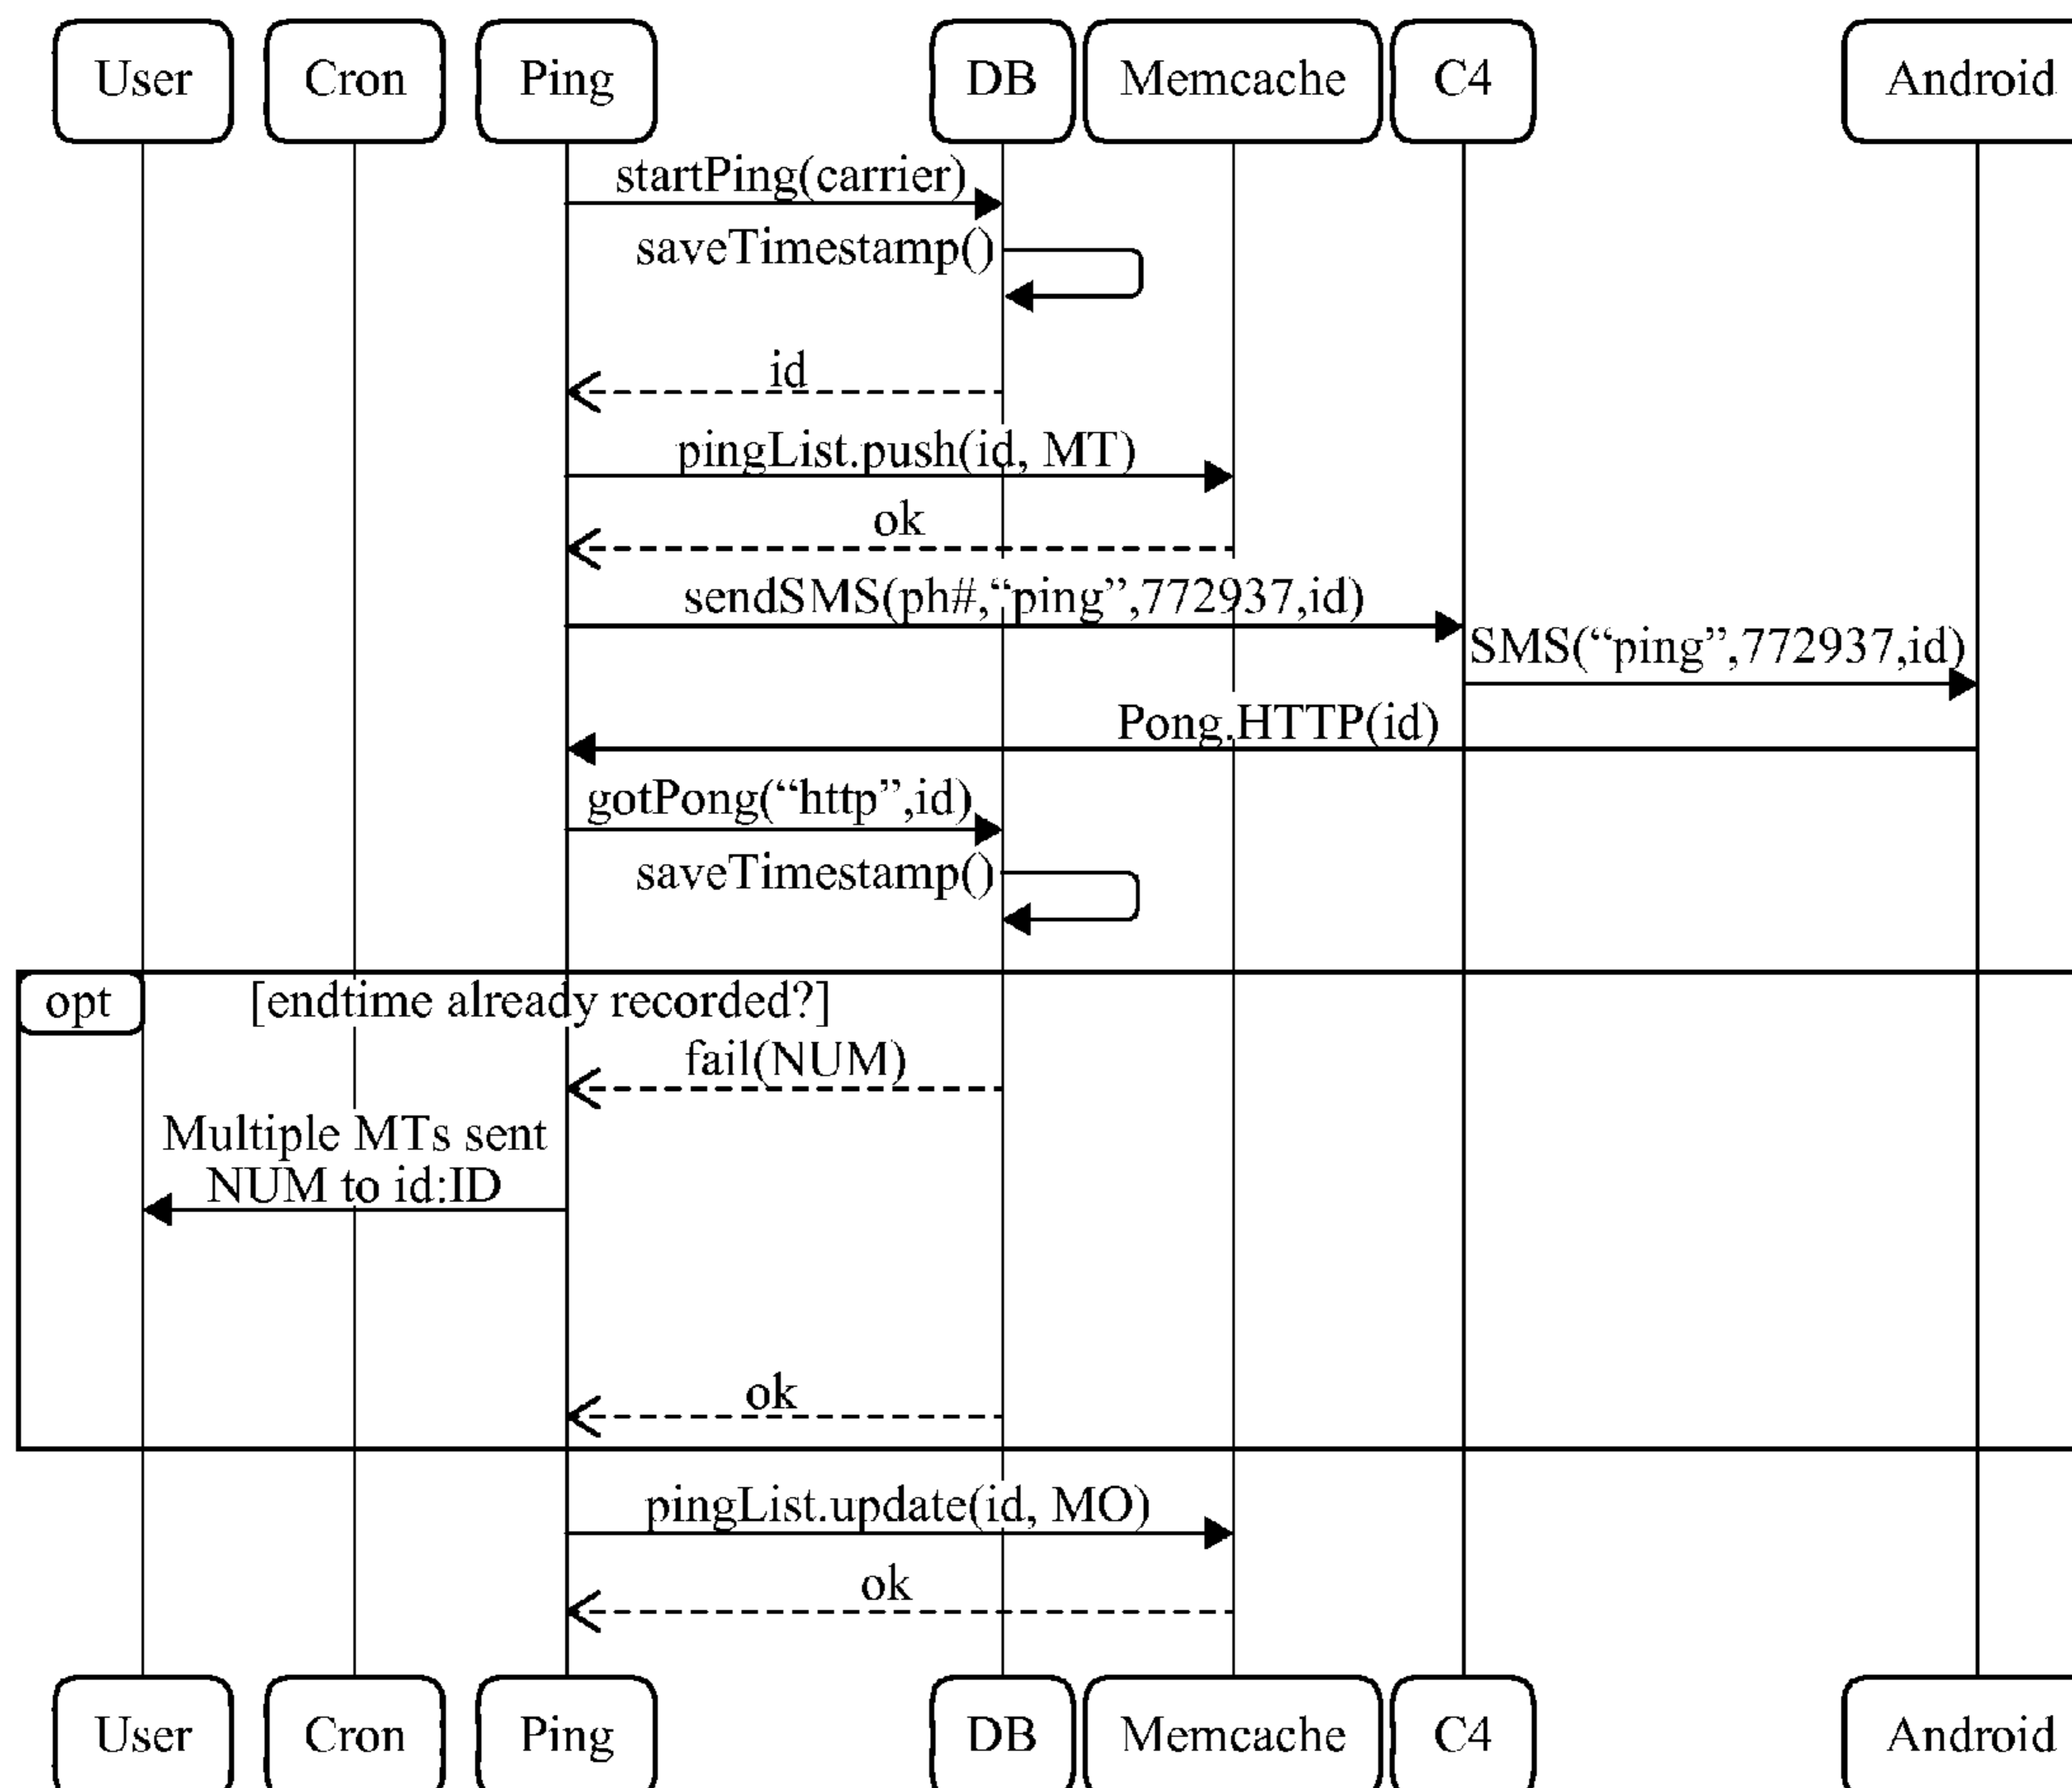 User Cron Ping DB Memcache C4 Android
startPing(carrier)
saveTimestamp()
id
pingList.push(id, MT)
ok
sendSMS(ph#,“ping”,772937,id)
SMS(“ping”,772937,id)
Pong.HTTP(id)
gotPong(“http”,id)
saveTimestamp()
opt [endtime already recorded?]
fail(NUM)
Multiple MTs sent
NUM to id:ID
ok
pingList.update(id, MO)
ok
User Cron Ping DB Memcache C4 Android